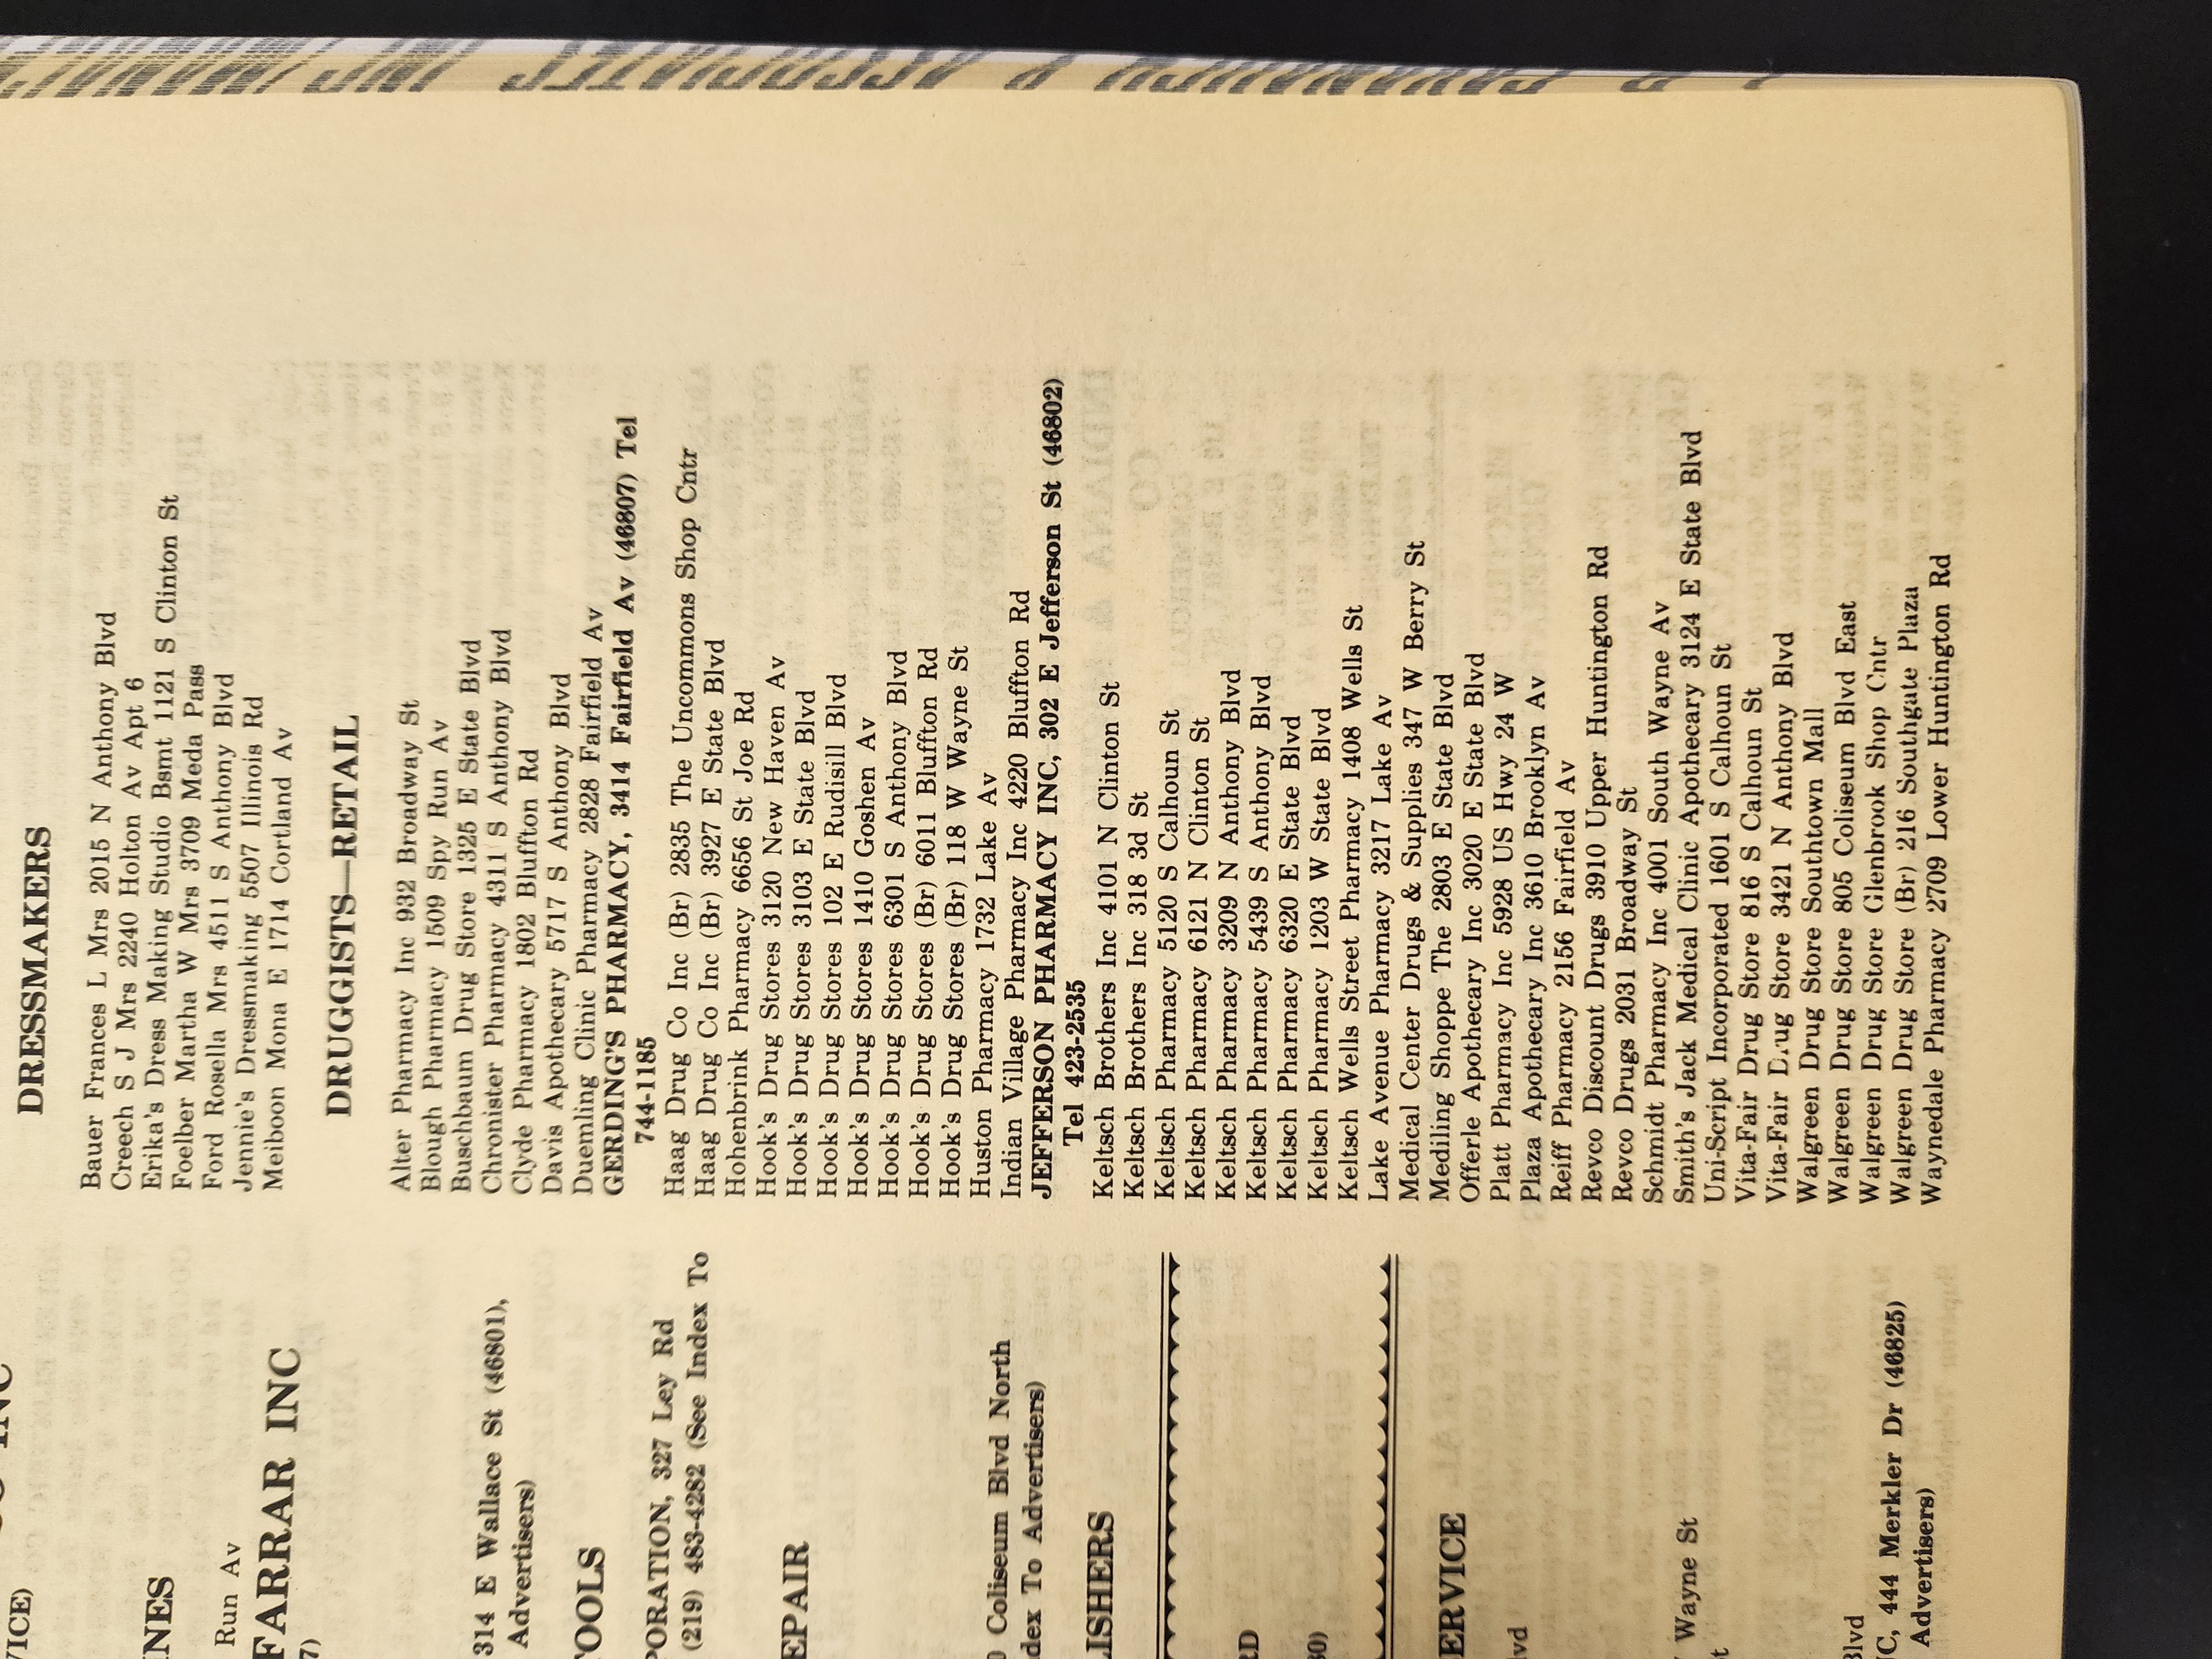 VICE)
INES
Run Av
FARRAR INC
7)
314 E Wallace St (46801),
Advertisers)
TOOLS
PORATION, 327 Ley Rd
(219) 483-4282 (See Index To
EPAIR
0 Coliseum Blvd North
dex To Advertisers)
LISHERS
RD
30)
ERVICE
lvd
Wayne St
t
Blvd
C, 444 Merkler Dr (46825)
Advertisers)
DRESSMAKERS
Bauer Frances L Mrs 2015 N Anthony Blvd
Creech S J Mrs 2240 Holton Av Apt 6
Erika's Dress Making Studio Bsmt 1121 S Clinton St
Foelber Martha W Mrs 3709 Meda Pass
Ford Rosella Mrs 4511 S Anthony Blvd
Jennie's Dressmaking 5507 Illinois Rd
Meiboon Mona E 1714 Cortland Av
DRUGGISTS—RETAIL
Alter Pharmacy Inc 932 Broadway St
Blough Pharmacy 1509 Spy Run Av
Buschbaum Drug Store 1325 E State Blvd
Chronister Pharmacy 4311 S Anthony Blvd
Clyde Pharmacy 1802 Bluffton Rd
Davis Apothecary 5717 S Anthony Blvd
Duemling Clinic Pharmacy 2828 Fairfield Av
GERDING'S PHARMACY, 3414 Fairfield Av (46807) Tel
744-1185
Haag Drug Co Inc (Br) 2835 The Uncommons Shop Cntr
Haag Drug Co Inc (Br) 3927 E State Blvd
Hohenbrink Pharmacy 6656 St Joe Rd
Hook's Drug Stores 3120 New Haven Av
Hook's Drug Stores 3103 E State Blvd
Hook's Drug Stores 102 E Rudisill Blvd
Hook's Drug Stores 1410 Goshen Av
Hook's Drug Stores 6301 S Anthony Blvd
Hook's Drug Stores (Br) 6011 Bluffton Rd
Hook's Drug Stores (Br) 118 W Wayne St
Huston Pharmacy 1732 Lake Av
Indian Village Pharmacy Inc 4220 Bluffton Rd
JEFFERSON PHARMACY INC, 302 E Jefferson St (46802)
Tel 423-2535
Keltsch Brothers Inc 4101 N Clinton St
Keltsch Brothers Inc 318 3d St
Keltsch Pharmacy 5120 S Calhoun St
Keltsch Pharmacy 6121 N Clinton St
Keltsch Pharmacy 3209 N Anthony Blvd
Keltsch Pharmacy 5439 S Anthony Blvd
Keltsch Pharmacy 6320 E State Blvd
Keltsch Pharmacy 1203 W State Blvd
Keltsch Wells Street Pharmacy 1408 Wells St
Lake Avenue Pharmacy 3217 Lake Av
Medical Center Drugs & Supplies 347 W Berry St
Mediling Shoppe The 2803 E State Blvd
Offerle Apothecary Inc 3020 E State Blvd
Platt Pharmacy Inc 5928 US Hwy 24 W
Plaza Apothecary Inc 3610 Brooklyn Av
Reiff Pharmacy 2156 Fairfield Av
Revco Discount Drugs 3910 Upper Huntington Rd
Revco Drugs 2031 Broadway St
Schmidt Pharmacy Inc 4001 South Wayne Av
Smith's Jack Medical Clinic Apothecary 3124 E State Blvd
Uni-Script Incorporated 1601 S Calhoun St
Vita-Fair Drug Store 816 S Calhoun St
Vita-Fair Drug Store 3421 N Anthony Blvd
Walgreen Drug Store Southtown Mall
Walgreen Drug Store 805 Coliseum Blvd East
Walgreen Drug Store Glenbrook Shop Cntr
Walgreen Drug Store (Br) 216 Southgate Plaza
Waynedale Pharmacy 2709 Lower Huntington Rd